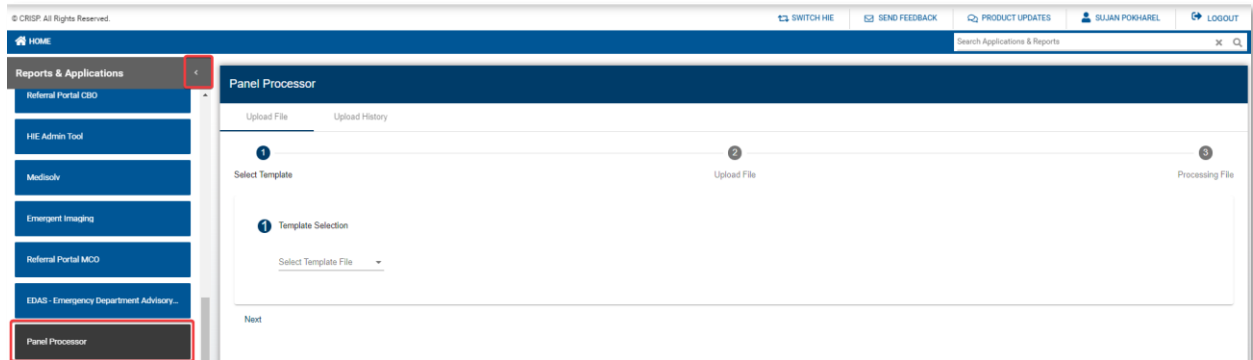 © CRISP. All Rights Reserved.
SWITCH HIE
SEND FEEDBACK
PRODUCT UPDATES
SUJAN POKHAREL
LOGOUT
HOME
Search Applications & Reports
Reports & Applications
Referral Portal CBO
HIE Admin Tool
Medisolv
Emergent Imaging
Referral Portal MCO
EDAS - Emergency Department Advisory...
Panel Processor
Panel Processor
Upload File
Upload History
1
2
3
Select Template
Upload File
Processing File
1 Template Selection
Select Template File
Next